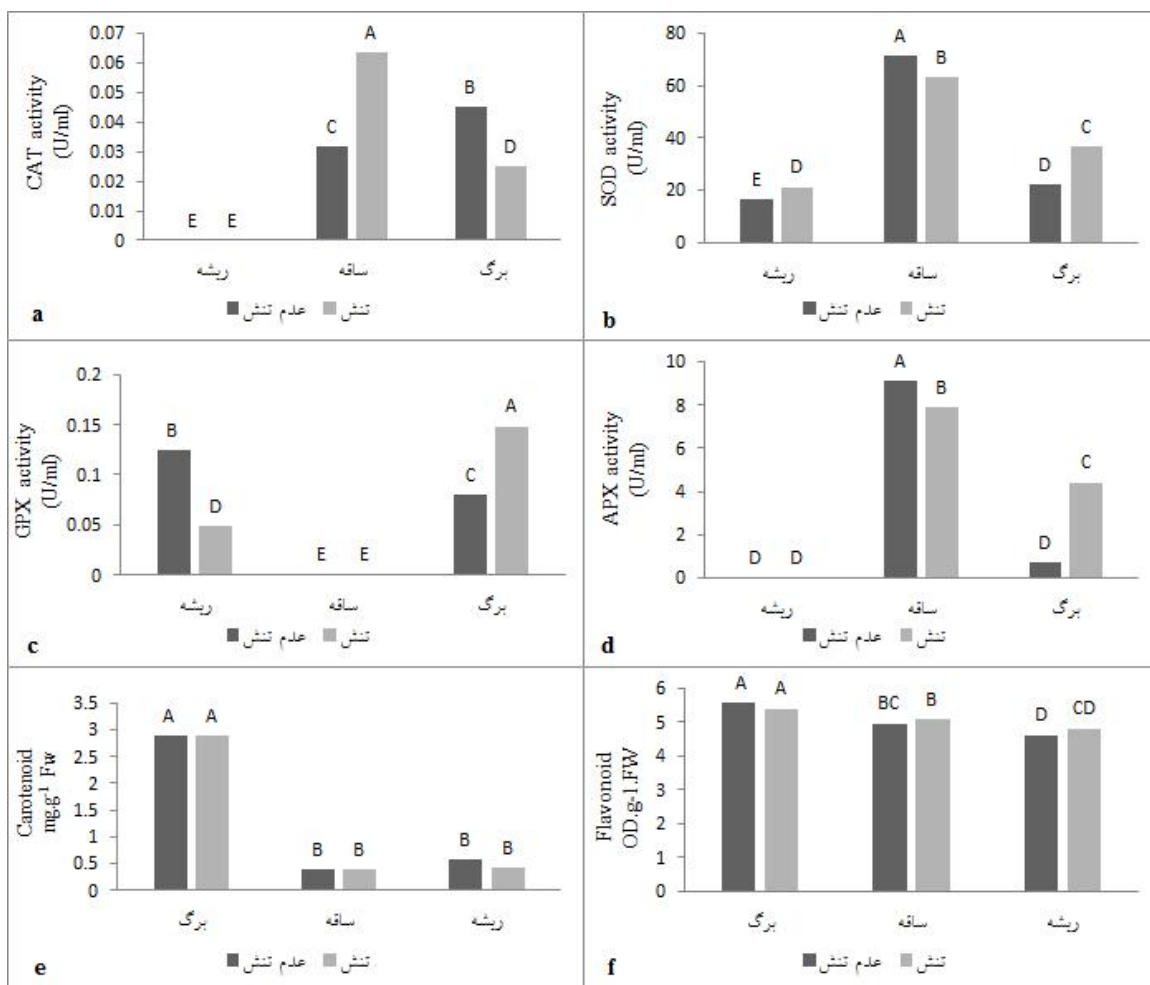 CAT activity
(U/ml)
0.07
0.06
0.05
0.04
0.03
0.02
0.01
0
E E C A B D
ریشه ساقه برگ
عدم تنش تنش
a
SOD activity
(U/ml)
80
60
40
20
0
E D A B D C
ریشه ساقه برگ
عدم تنش تنش
b
GPX activity
(U/ml)
0.2
0.15
0.1
0.05
0
B D E E C A
ریشه ساقه برگ
عدم تنش تنش
c
APX activity
(U/ml)
10
8
6
4
2
0
D D A B D C
ریشه ساقه برگ
عدم تنش تنش
d
Carotenoid
mg.g⁻¹ Fw
3.5
3
2.5
2
1.5
1
0.5
0
A A B B B B
برگ ساقه ریشه
عدم تنش تنش
e
Flavonoid
OD.g-1.FW
6
5
4
3
2
1
0
A A BC B D CD
برگ ساقه ریشه
عدم تنش تنش
f